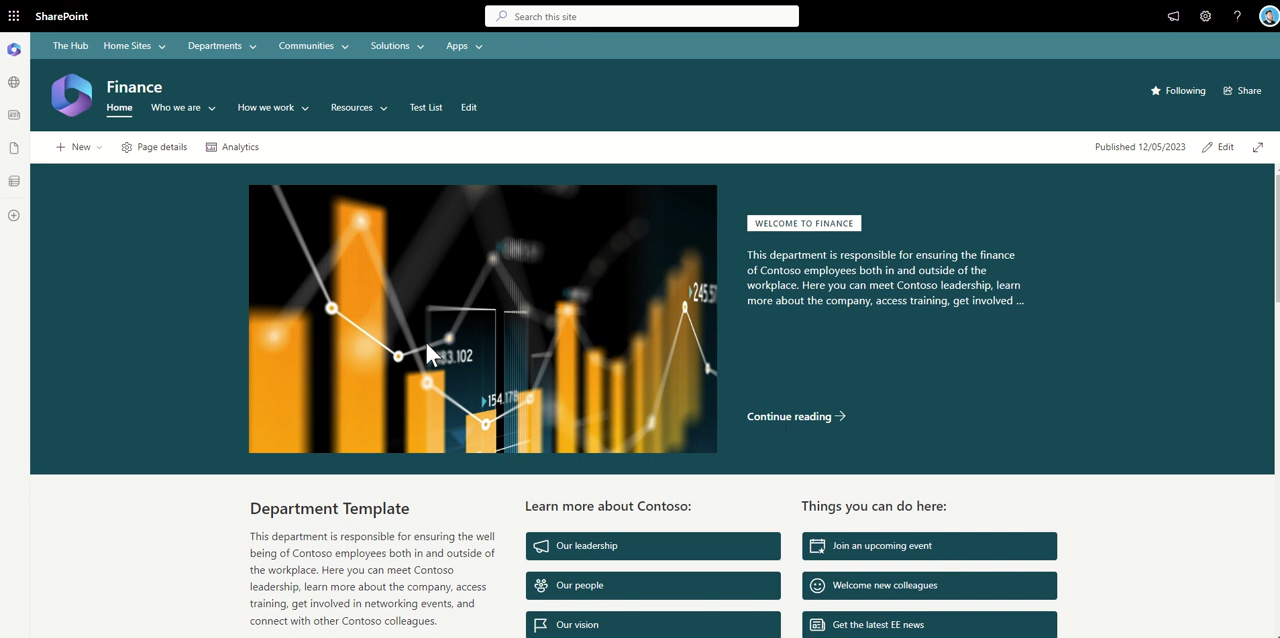 SharePoint
Search this site
The Hub Home Sites Departments Communities Solutions Apps
Finance
Home Who we are How we work Resources Test List Edit
Following Share
New Page details Analytics
Published 12/05/2023 Edit
WELCOME TO FINANCE
This department is responsible for ensuring the finance
of Contoso employees both in and outside of the
workplace. Here you can meet Contoso leadership, learn
more about the company, access training, get involved ...
Continue reading
154.178
Department Template
This department is responsible for ensuring the well
being of Contoso employees both in and outside of
the workplace. Here you can meet Contoso
leadership, learn more about the company, access
training, get involved in networking events, and
connect with other Contoso colleagues.
Learn more about Contoso:
Our leadership
Our people
Our vision
Things you can do here:
Join an upcoming event
Welcome new colleagues
Get the latest EE news